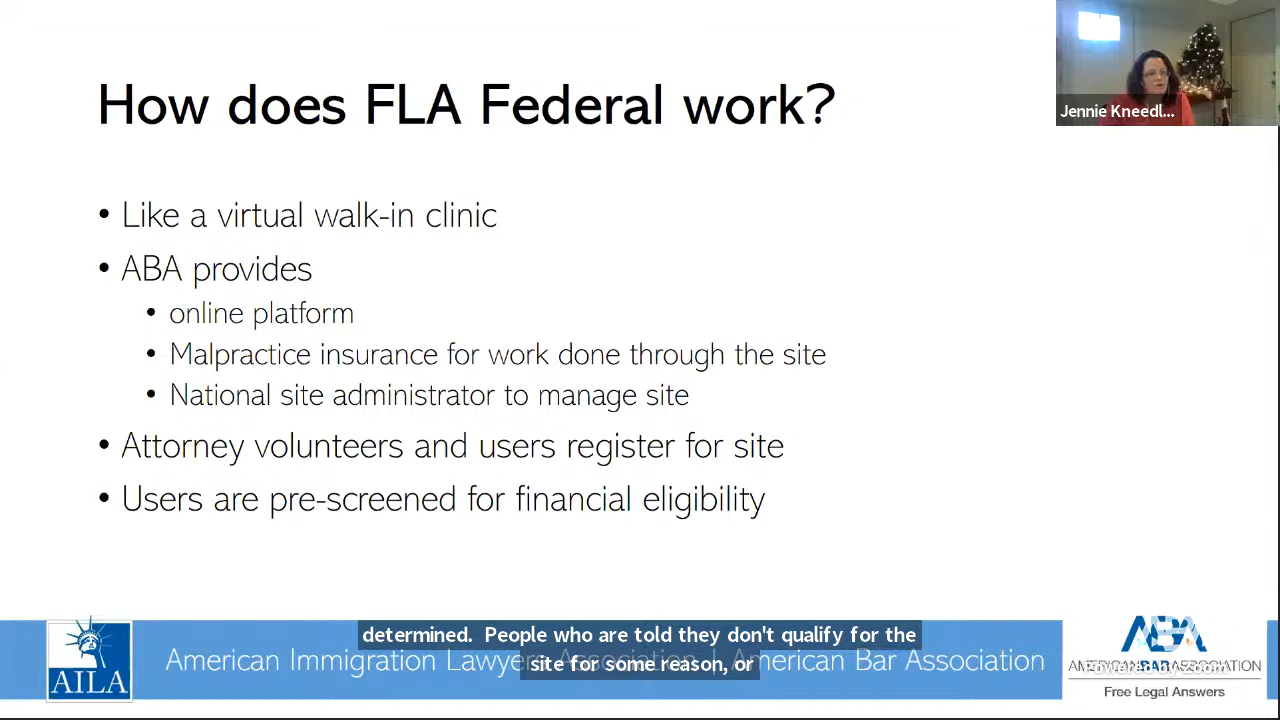 How does FLA Federal work?
Jennie Kneedl...
• Like a virtual walk-in clinic
• ABA provides
• online platform
• Malpractice insurance for work done through the site
• National site administrator to manage site
• Attorney volunteers and users register for site
• Users are pre-screened for financial eligibility
determined. People who are told they don't qualify for the
site for some reason, or
AILA
American Immigration Lawyers Association | American Bar Association
ABA
AMERICAN BAR ASSOCIATION
Powered by Zoom
Free Legal Answers